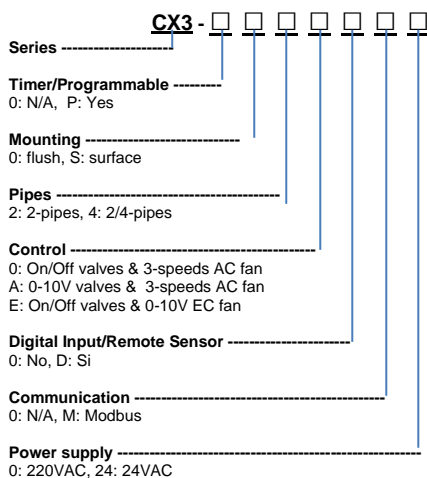 CX3 - □ □ □ □ □ □ □
Series --------------------
Timer/Programmable ---------
0: N/A, P: Yes
Mounting ----------------------------
0: flush, S: surface
Pipes -----------------------------------------
2: 2-pipes, 4: 2/4-pipes
Control --------------------------------------------
0: On/Off valves & 3-speeds AC fan
A: 0-10V valves & 3-speeds AC fan
E: On/Off valves & 0-10V EC fan
Digital Input/Remote Sensor ----------------------
0: No, D: Si
Communication ---------------------------------------------
0: N/A, M: Modbus
Power supply -------------------------------------------------------
0: 220VAC, 24: 24VAC